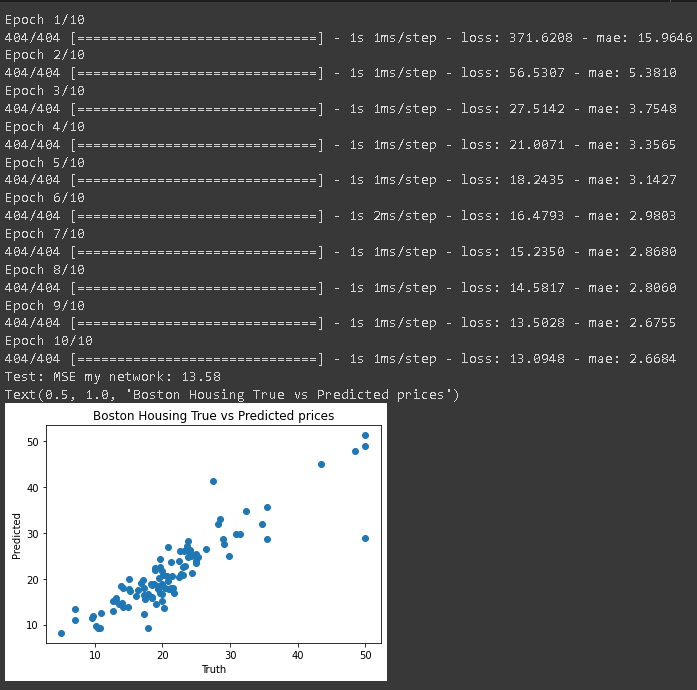 Epoch 1/10
404/404 [==============================] - 1s 1ms/step - loss: 371.6208 - mae: 15.9646
Epoch 2/10
404/404 [==============================] - 1s 1ms/step - loss: 56.5307 - mae: 5.3810
Epoch 3/10
404/404 [==============================] - 1s 1ms/step - loss: 27.5142 - mae: 3.7548
Epoch 4/10
404/404 [==============================] - 1s 1ms/step - loss: 21.0071 - mae: 3.3565
Epoch 5/10
404/404 [==============================] - 1s 1ms/step - loss: 18.2435 - mae: 3.1427
Epoch 6/10
404/404 [==============================] - 1s 2ms/step - loss: 16.4793 - mae: 2.9803
Epoch 7/10
404/404 [==============================] - 1s 1ms/step - loss: 15.2350 - mae: 2.8680
Epoch 8/10
404/404 [==============================] - 1s 1ms/step - loss: 14.5817 - mae: 2.8060
Epoch 9/10
404/404 [==============================] - 1s 1ms/step - loss: 13.5028 - mae: 2.6755
Epoch 10/10
404/404 [==============================] - 1s 1ms/step - loss: 13.0948 - mae: 2.6684
Test: MSE my network: 13.58
Text(0.5, 1.0, 'Boston Housing True vs Predicted prices')
Boston Housing True vs Predicted prices
50
40
30
20
10
Predicted
10 20 30 40 50
Truth